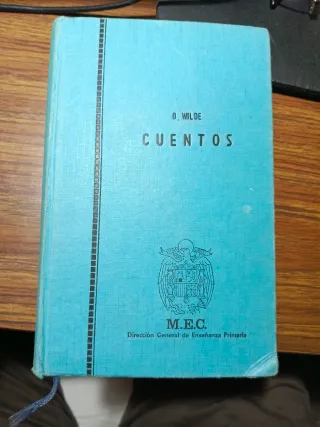 O. WILDE
CUENTOS
M.E.C.
Dirección General de Enseñanza Primaria